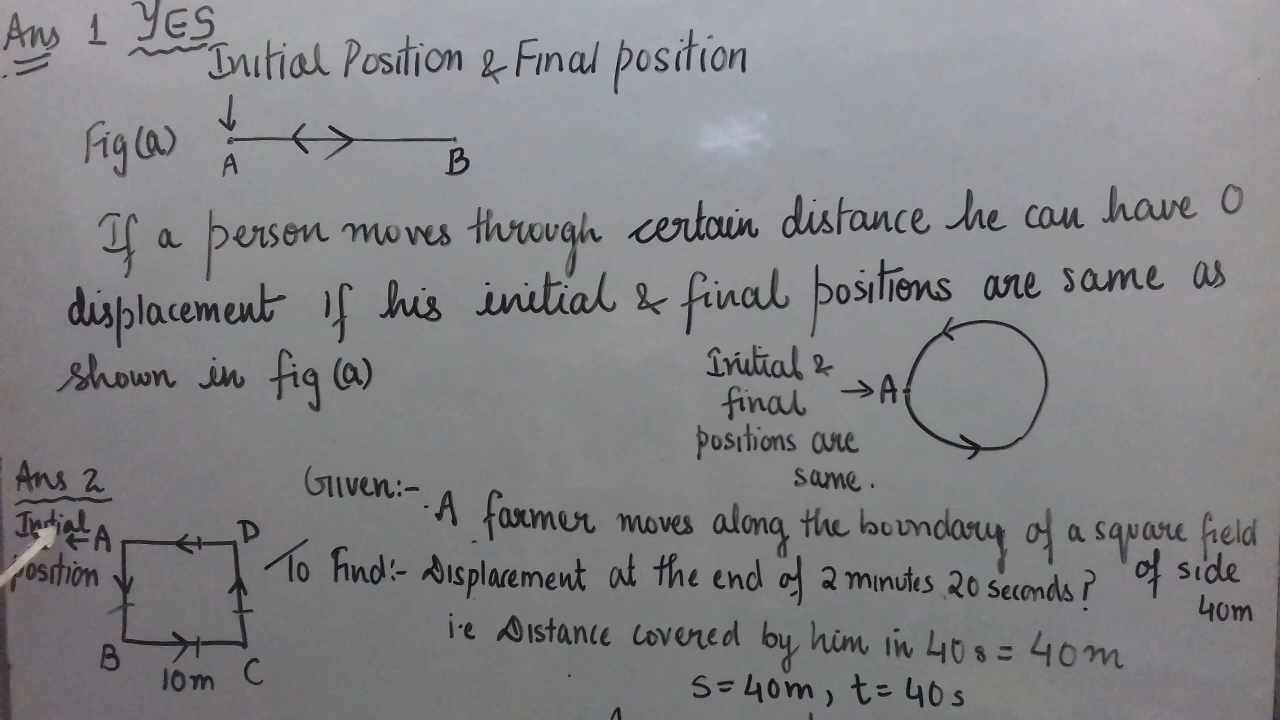 Ans 1 YES
Initial Position & Final position
Fig(a)
A B
If a person moves through certain distance he can have 0
displacement if his initial & final positions are same as
shown in fig (a)
Initial &
final
positions are
same.
→ A
Ans 2
Initial
position
← A
D
B
10m
C
Given:-
A farmer moves along the boundary of a square field
of side
40m
To Find:- Displacement at the end of 2 minutes 20 seconds?
i.e Distance covered by him in 40s = 40m
s = 40m, t = 40s